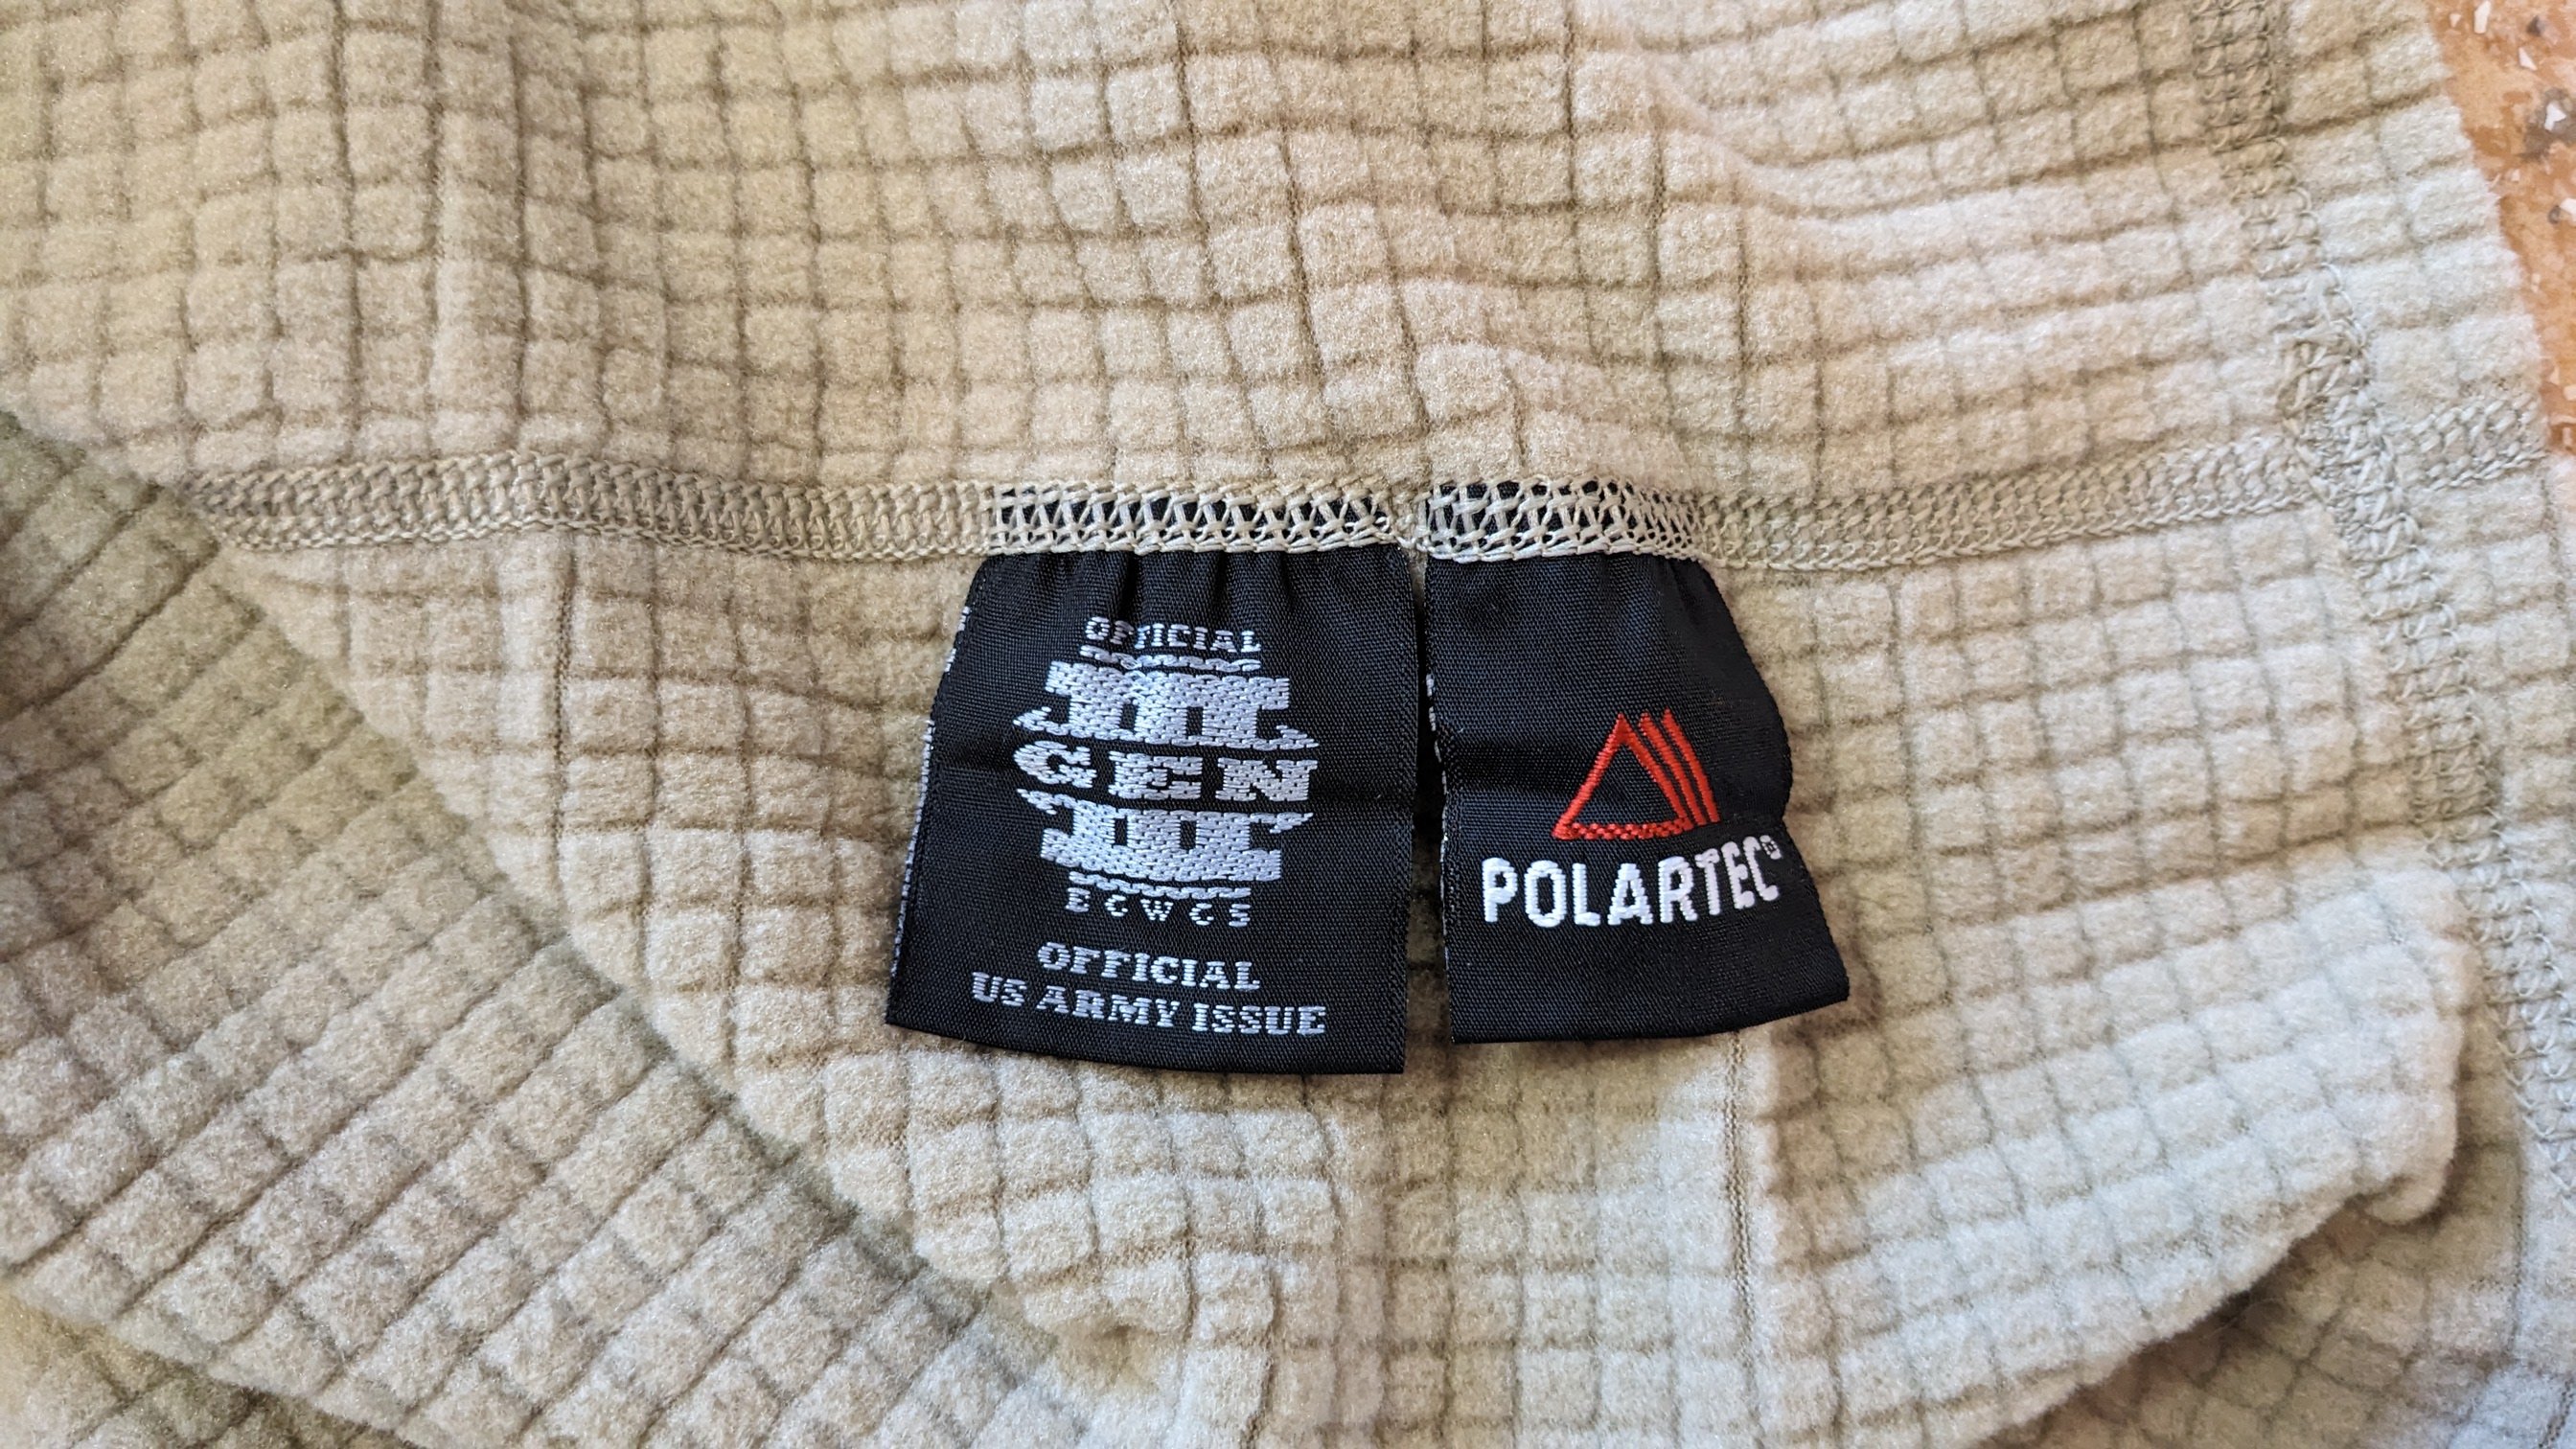 OFFICIAL
III
GEN
III
ECWCS
OFFICIAL
US ARMY ISSUE
POLARTEC®